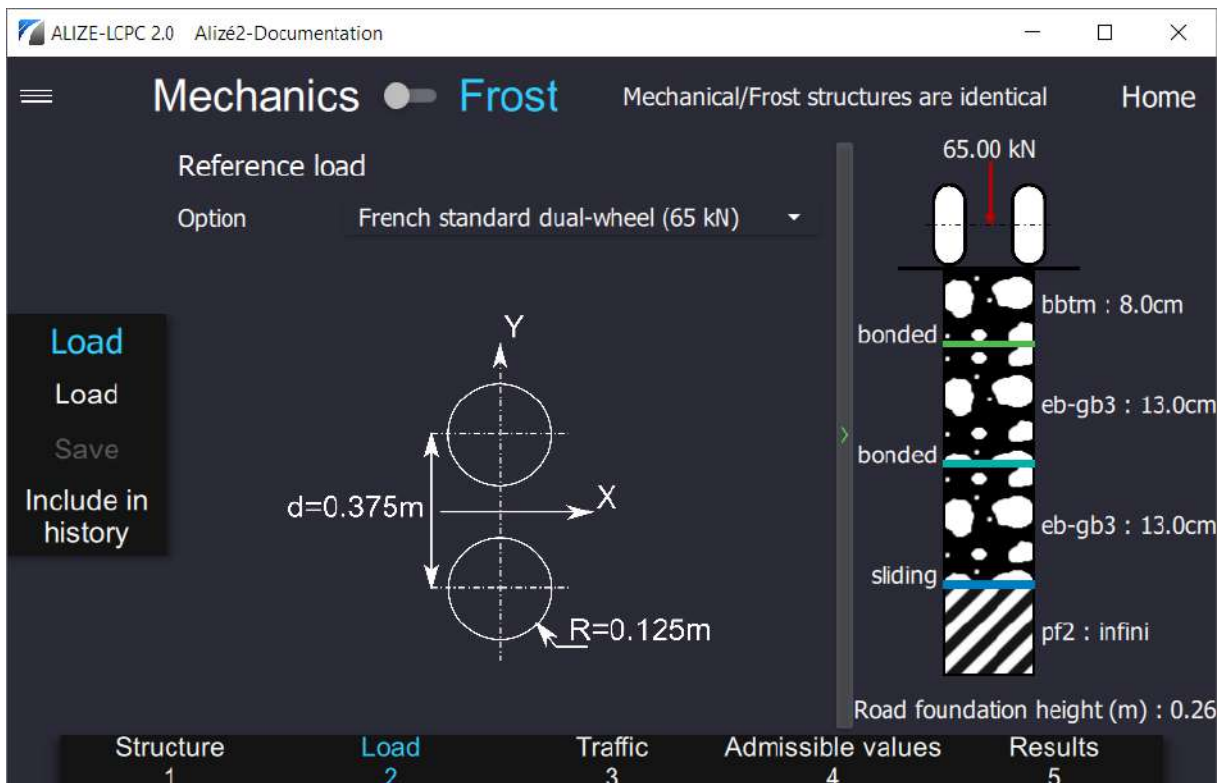 ALIZE-LCPC 2.0 Alizé2-Documentation
Mechanics Frost Mechanical/Frost structures are identical Home
Reference load
Option French standard dual-wheel (65 kN)
Load
Load
Save
Include in
history
Y
X
d=0.375m
R=0.125m
65.00 kN
bbtm : 8.0cm
bonded
eb-gb3 : 13.0cm
bonded
eb-gb3 : 13.0cm
sliding
pf2 : infini
Road foundation height (m) : 0.26
Structure Load Traffic Admissible values Results
1 2 3 4 5